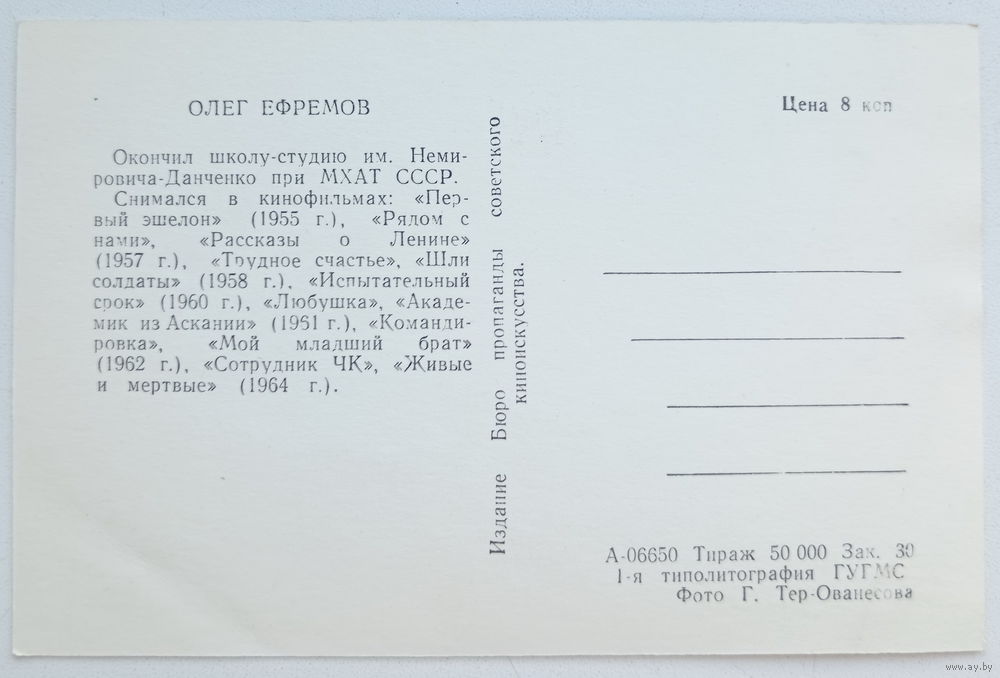 ОЛЕГ ЕФРЕМОВ
Окончил школу-студию им. Неми-
ровича-Данченко при МХАТ СССР.
Снимался в кинофильмах: «Пер-
вый эшелон» (1955 г.), «Рядом с
нами», «Рассказы о Ленине»
(1957 г.), «Трудное счастье», «Шли
солдаты» (1958 г.), «Испытательный
срок» (1960 г.), «Любушка», «Акаде-
мик из Аскании» (1961 г.), «Команди-
ровка», «Мой младший брат»
(1962 г.), «Сотрудник ЧК», «Живые
и мертвые» (1964 г.).
Издание Бюро пропаганды советского
киноискусства.
Цена 8 коп
А-06650 Тираж 50 000 Зак. 30
1-я типолитография ГУГМС
Фото Г. Тер-Ованесова
www.ay.by